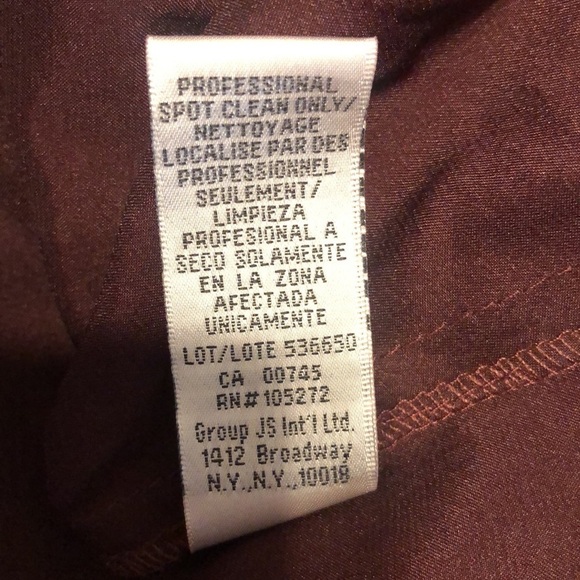 PROFESSIONAL
SPOT CLEAN ONLY/
NETTOYAGE
LOCALISE PAR DES
PROFESSIONNEL
SEULEMENT/
LIMPIEZA
PROFESIONAL A
SECO SOLAMENTE
EN LA ZONA
AFECTADA
UNICAMENTE
LOT/LOTE 536650
CA 00745
RN#105272
Group JS Int'l Ltd.
1412 Broadway
N.Y.,N.Y.,10018